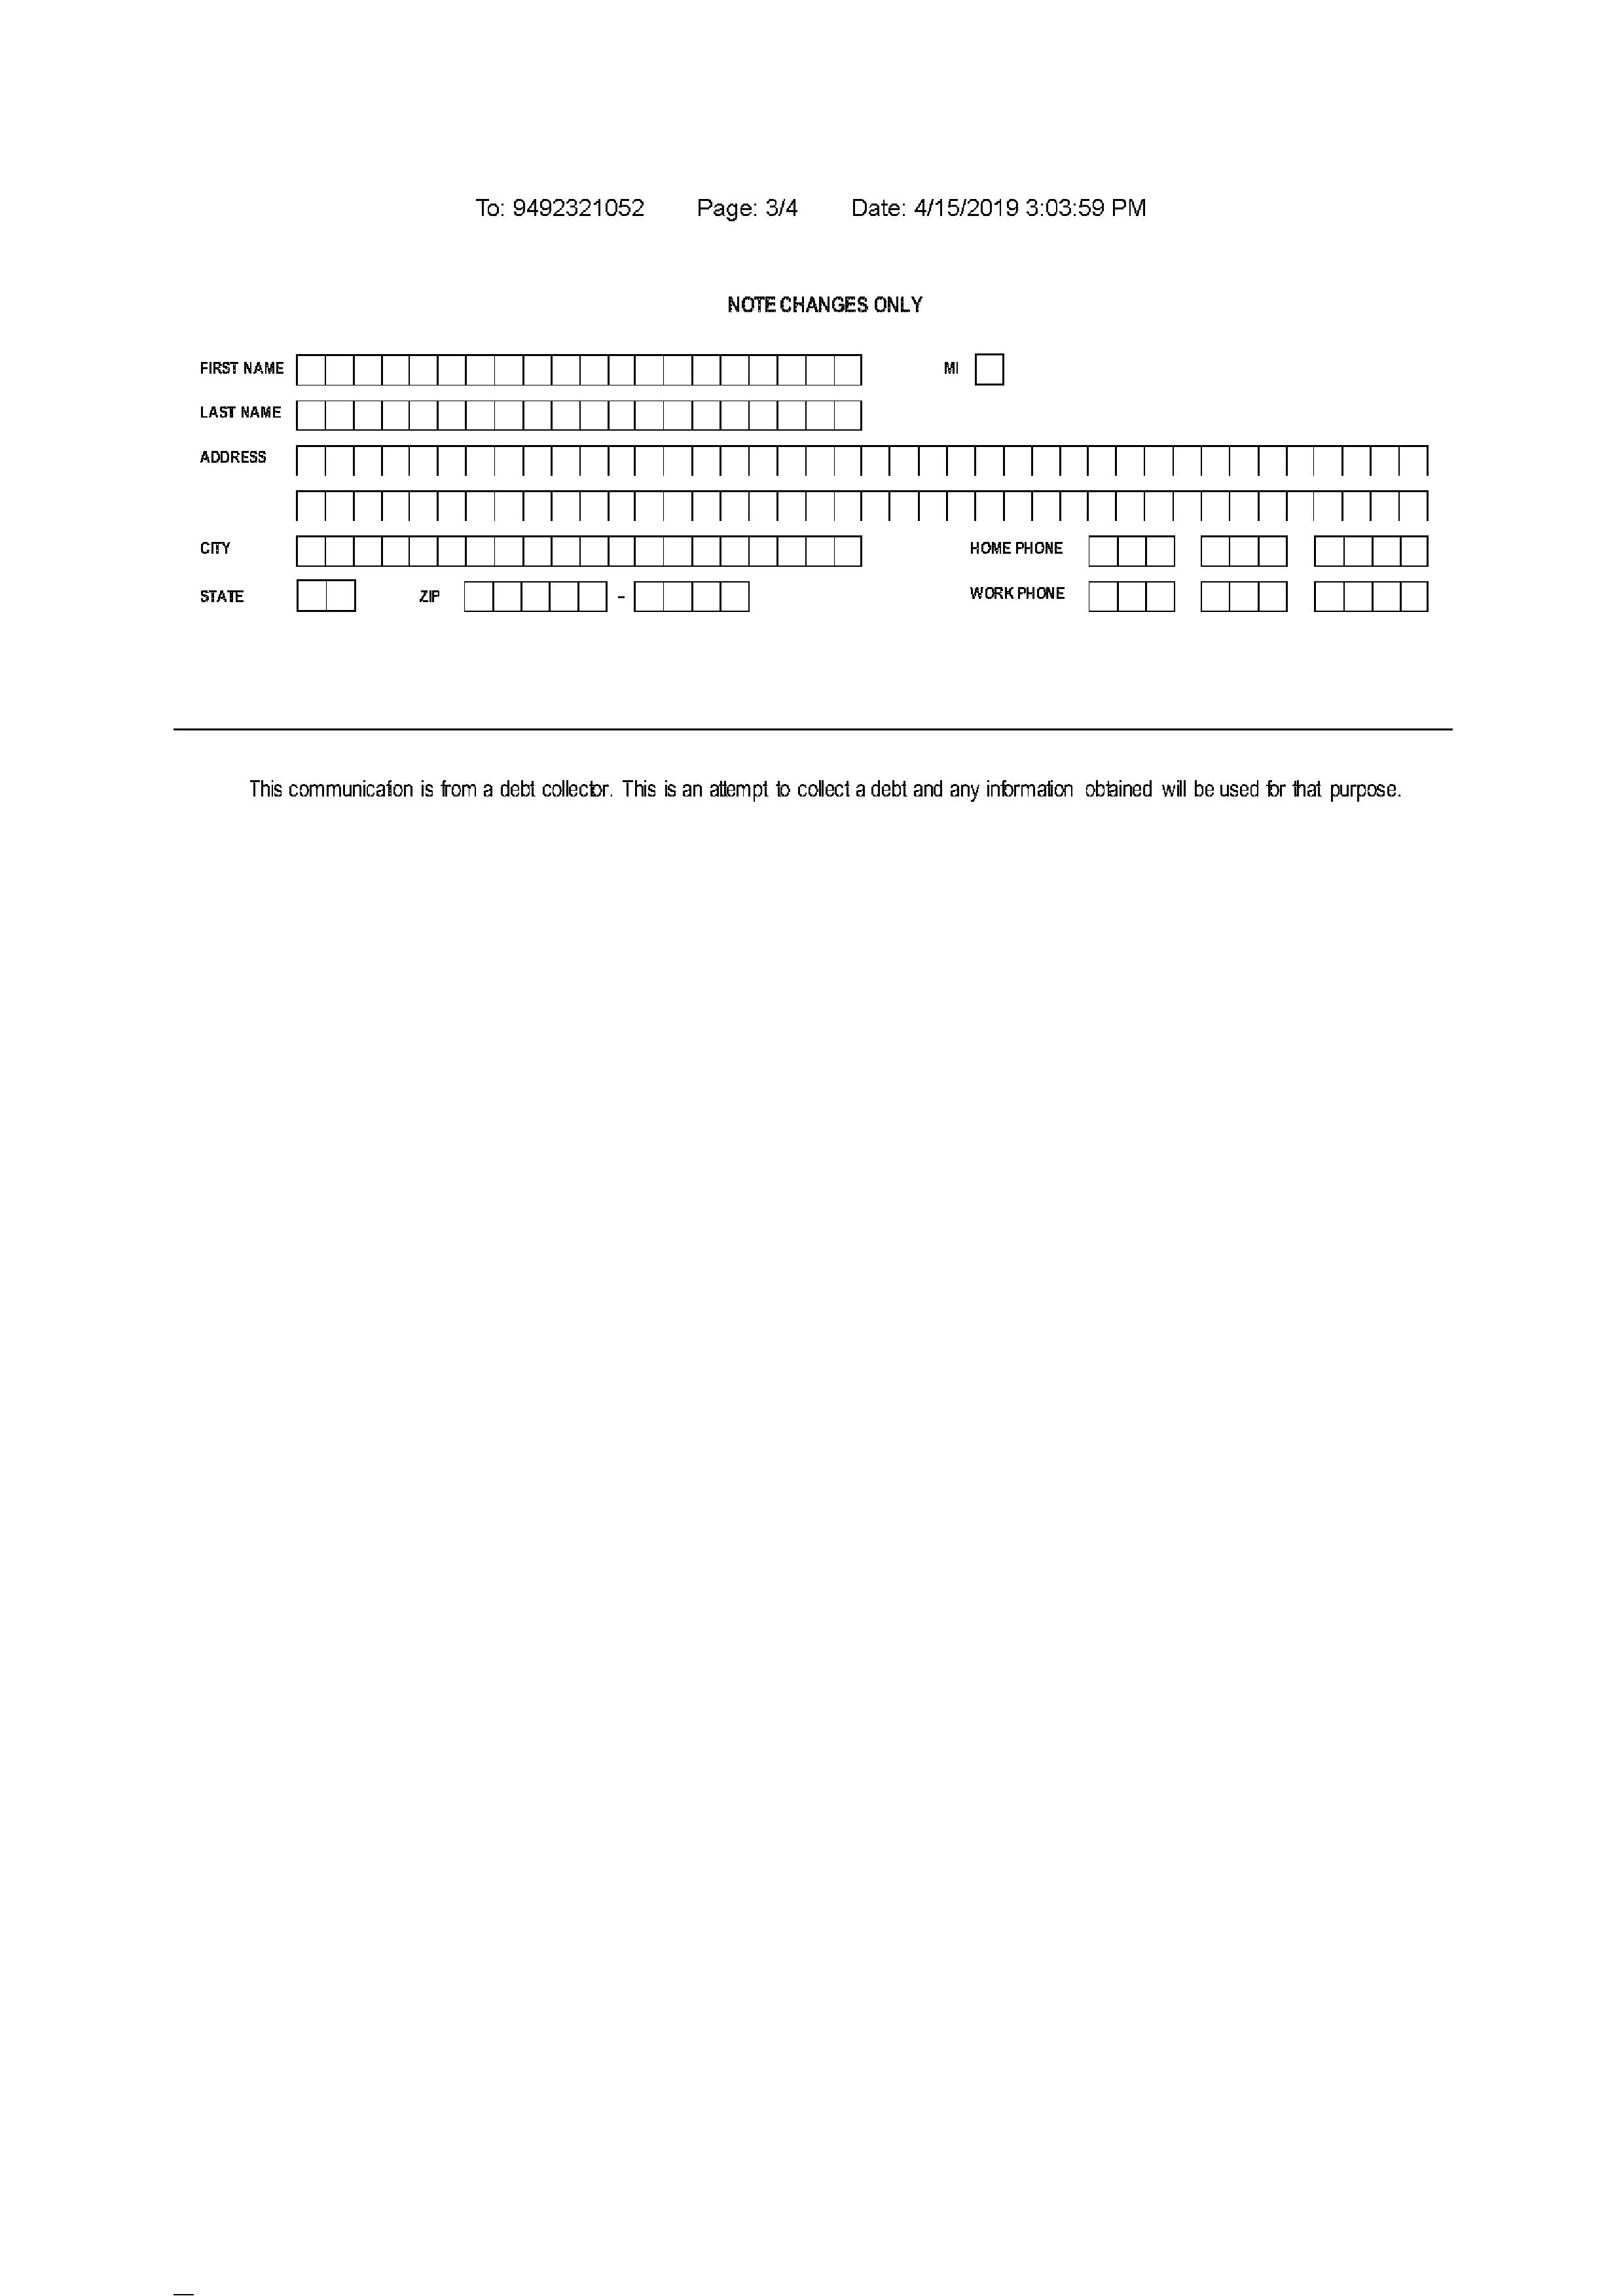 To: 9492321052 Page: 3/4 Date: 4/15/2019 3:03:59 PM
NOTE CHANGES ONLY
FIRST NAME MI
LAST NAME
ADDRESS
CITY HOME PHONE
STATE ZIP - WORK PHONE
This communication is from a debt collector. This is an attempt to collect a debt and any information obtained will be used for that purpose.